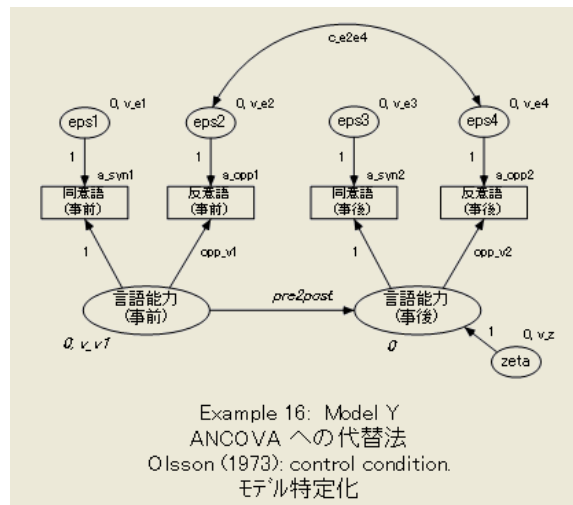 c_e2e4
0, v_e1
0, v_e2
0, v_e3
0, v_e4
eps1
eps2
eps3
eps4
1
1
1
1
a_syn1
a_opp1
a_syn2
a_opp2
同意語
(事前)
反意語
(事前)
同意語
(事後)
反意語
(事後)
1
opp_v1
1
opp_v2
言語能力
(事前)
pre2post
言語能力
(事後)
0, v_v1
0
1
0, v_z
zeta
Example 16: Model Y
ANCOVA への代替法
Olsson (1973): control condition.
モデル特定化